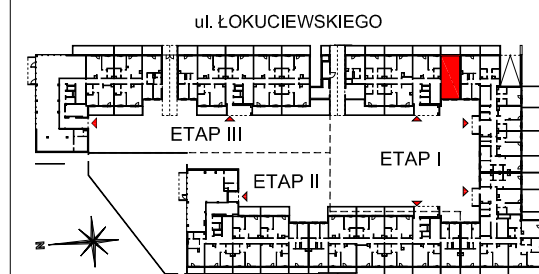 ul. ŁOKUCIEWSKIEGO
ETAP III
ETAP I
ETAP II
N